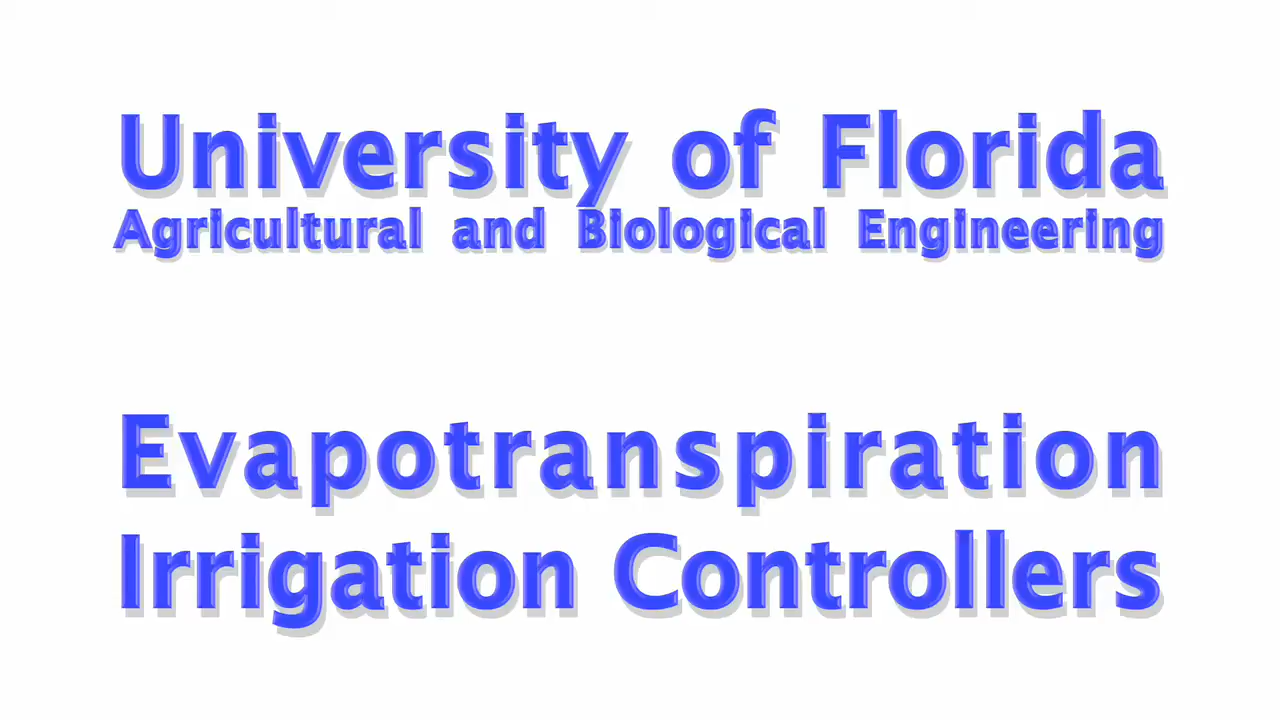 University of Florida
Agricultural and Biological Engineering
Evapotranspiration
Irrigation Controllers